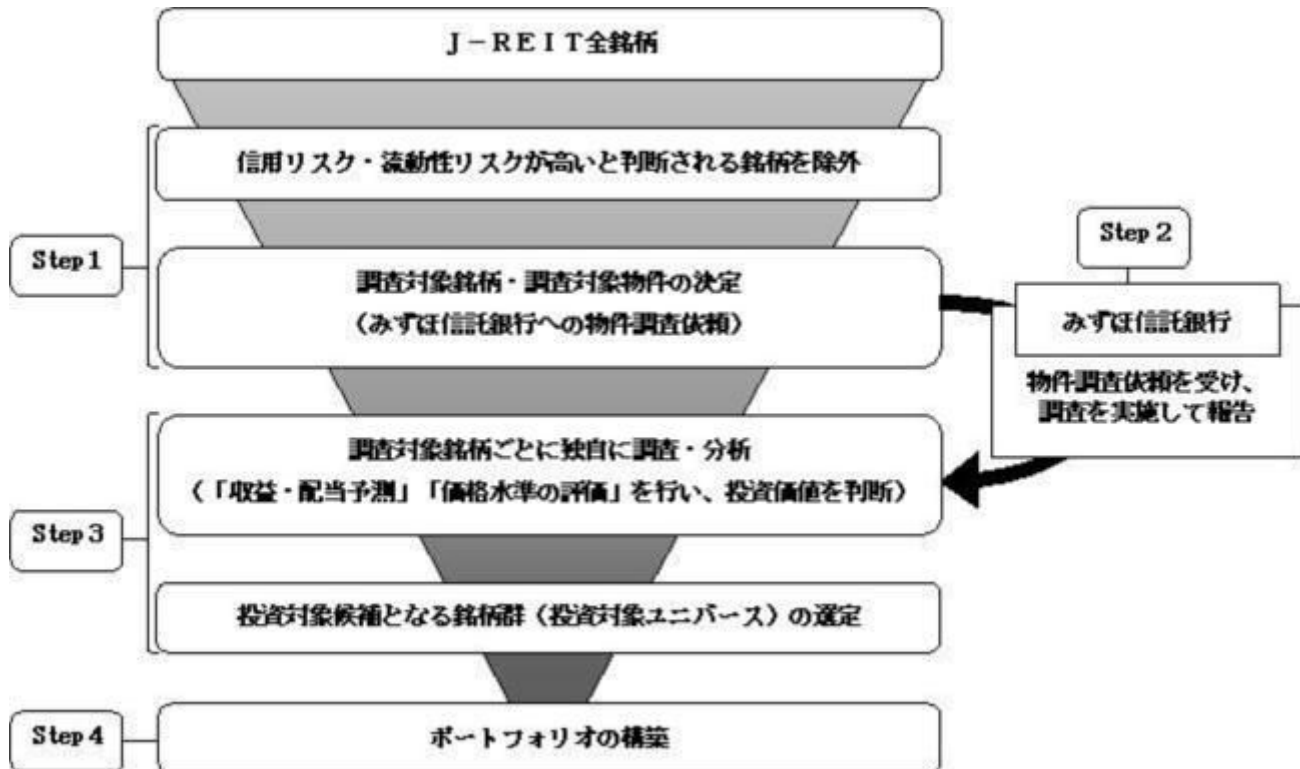 J－REIT全銘柄
信用リスク・流動性リスクが高いと判断される銘柄を除外
Step1
調査対象銘柄・調査対象物件の決定
（みずほ信託銀行への物件調査依頼）
Step2
みずほ信託銀行
物件調査依頼を受け、
調査を実施して報告
Step3
調査対象銘柄ごとに独自に調査・分析
（「収益・配当予測」「価格水準の評価」を行い、投資価値を判断）
投資対象候補となる銘柄群（投資対象ユニバース）の選定
Step4
ポートフォリオの構築